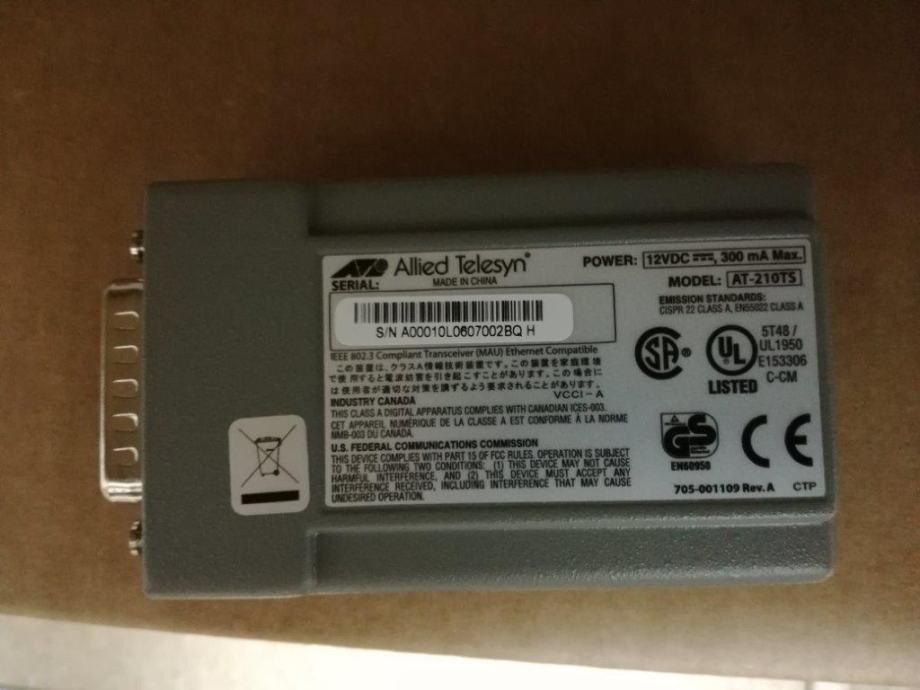 Allied Telesyn®
MADE IN CHINA
SERIAL:
POWER: 12VDC ⎓, 300 mA Max.
MODEL: AT-210TS
EMISSION STANDARDS:
CISPR 22 CLASS A, EN55022 CLASS A
S/N A00010L0607002BQ H
IEEE 802.3 Compliant Transceiver (MAU) Ethernet Compatible
この装置は、クラスA情報技術装置です。この装置を家庭環境
で使用すると電波妨害を引き起こすことがあります。この場合に
は使用者が適切な対策を講ずるよう要求されることがあります。
VCCI-A
INDUSTRY CANADA
THIS CLASS A DIGITAL APPARATUS COMPLIES WITH CANADIAN ICES-003.
CET APPAREIL NUMÉRIQUE DE LA CLASSE A EST CONFORME À LA NORME
NMB-003 DU CANADA.
U.S. FEDERAL COMMUNICATIONS COMMISSION
THIS DEVICE COMPLIES WITH PART 15 OF FCC RULES. OPERATION IS SUBJECT
TO THE FOLLOWING TWO CONDITIONS: (1) THIS DEVICE MAY NOT CAUSE
HARMFUL INTERFERENCE, AND (2) THIS DEVICE MUST ACCEPT ANY
INTERFERENCE RECEIVED, INCLUDING INTERFERENCE THAT MAY CAUSE
UNDESIRED OPERATION.
SA®
UL®
LISTED
5T48 /
UL1950
E153306
C-CM
GS
EN60950
CE
705-001109 Rev. A
CTP